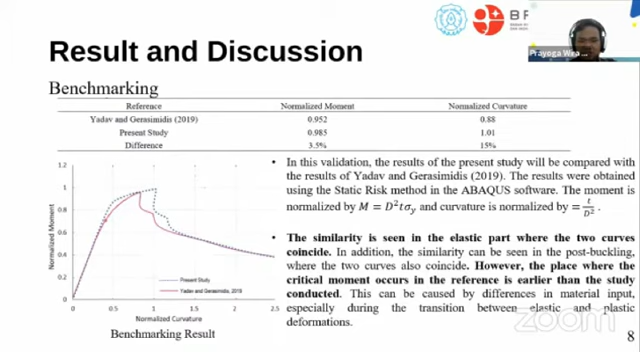 BR
Prayoga Wira
Result and Discussion
Benchmarking
Reference Normalized Moment Normalized Curvature
Yadav and Gerasimidis (2019) 0.952 0.88
Present Study 0.985 1.01
Difference 3.5% 15%
1.2
1
0.8
0.6
0.4
0.2
0
0 0.5 1 1.5 2 2.5
Normalized Moment
Normalized Curvature
Present Study
Yadav and Gerasimidis, 2019
Benchmarking Result
• In this validation, the results of the present study will be compared with
the results of Yadav and Gerasimidis (2019). The results were obtained
using the Static Risk method in the ABAQUS software. The moment is
normalized by M = D²tσy and curvature is normalized by = t/D².
• The similarity is seen in the elastic part where the two curves
coincide. In addition, the similarity can be seen in the post-buckling,
where the two curves also coincide. However, the place where the
critical moment occurs in the reference is earlier than the study
conducted. This can be caused by differences in material input,
especially during the transition between elastic and plastic
deformations.
zoom
8